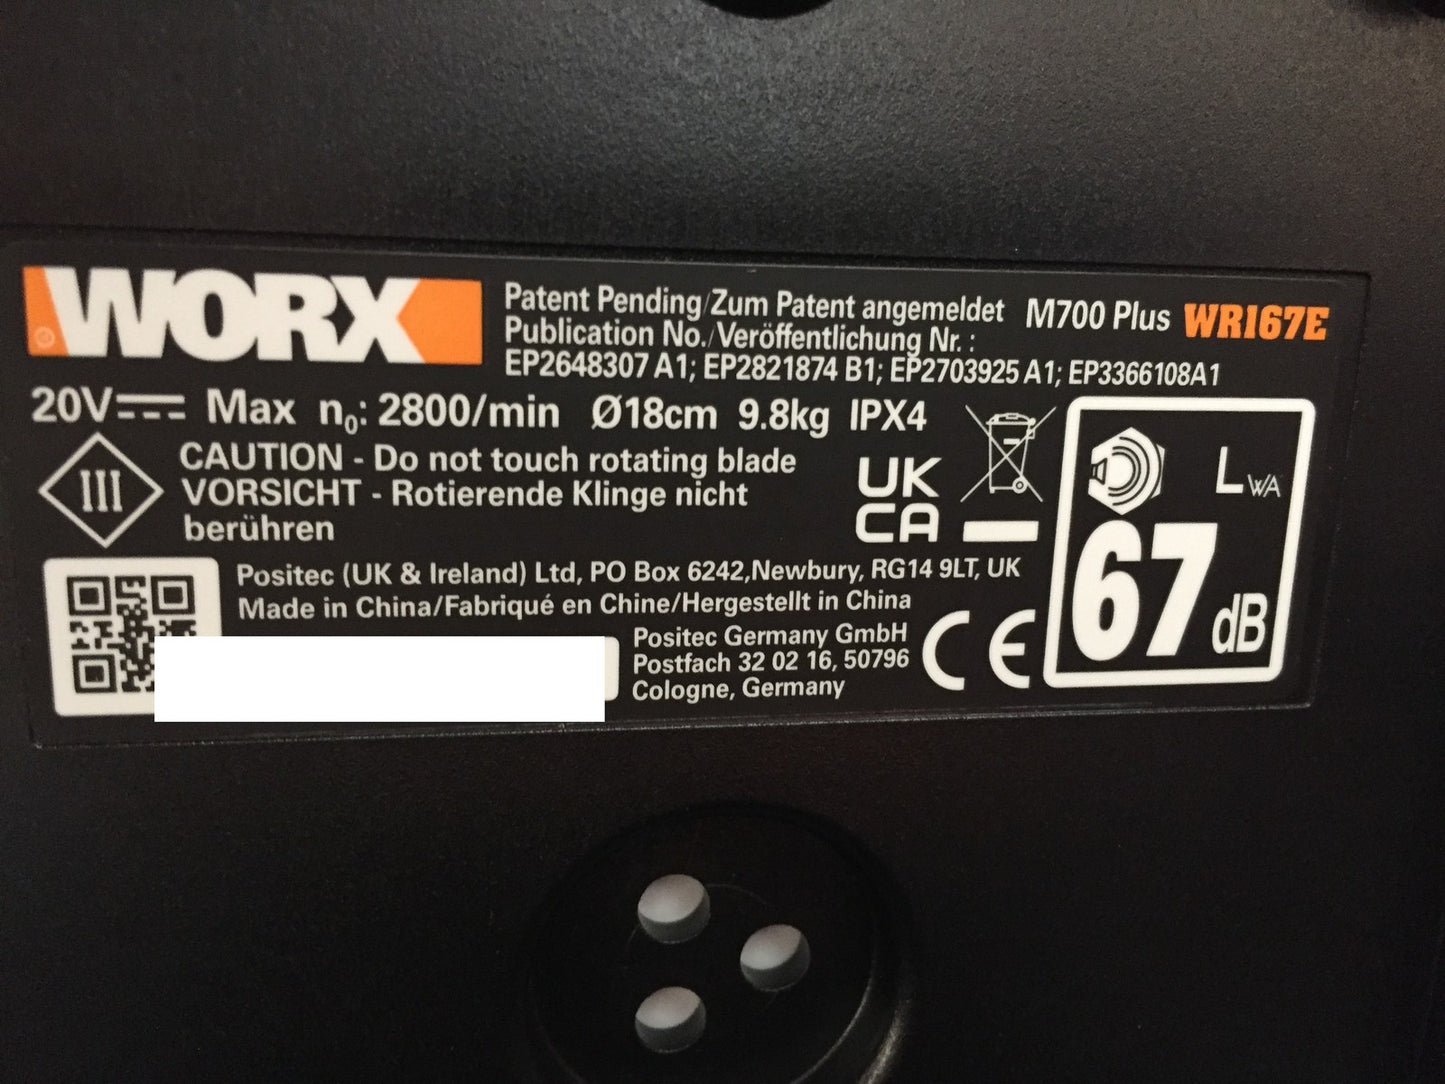 WORX
Patent Pending/Zum Patent angemeldet M700 Plus WR167E
Publication No./Veröffentlichung Nr. :
EP2648307 A1; EP2821874 B1; EP2703925 A1; EP3366108A1
20V Max n0: 2800/min Ø18cm 9.8kg IPX4
III
CAUTION - Do not touch rotating blade
VORSICHT - Rotierende Klinge nicht
berühren
UK
CA
LWA
67 dB
Positec (UK & Ireland) Ltd, PO Box 6242,Newbury, RG14 9LT, UK
Made in China/Fabriqué en Chine/Hergestellt in China
Positec Germany GmbH
Postfach 32 02 16, 50796
Cologne, Germany
CE